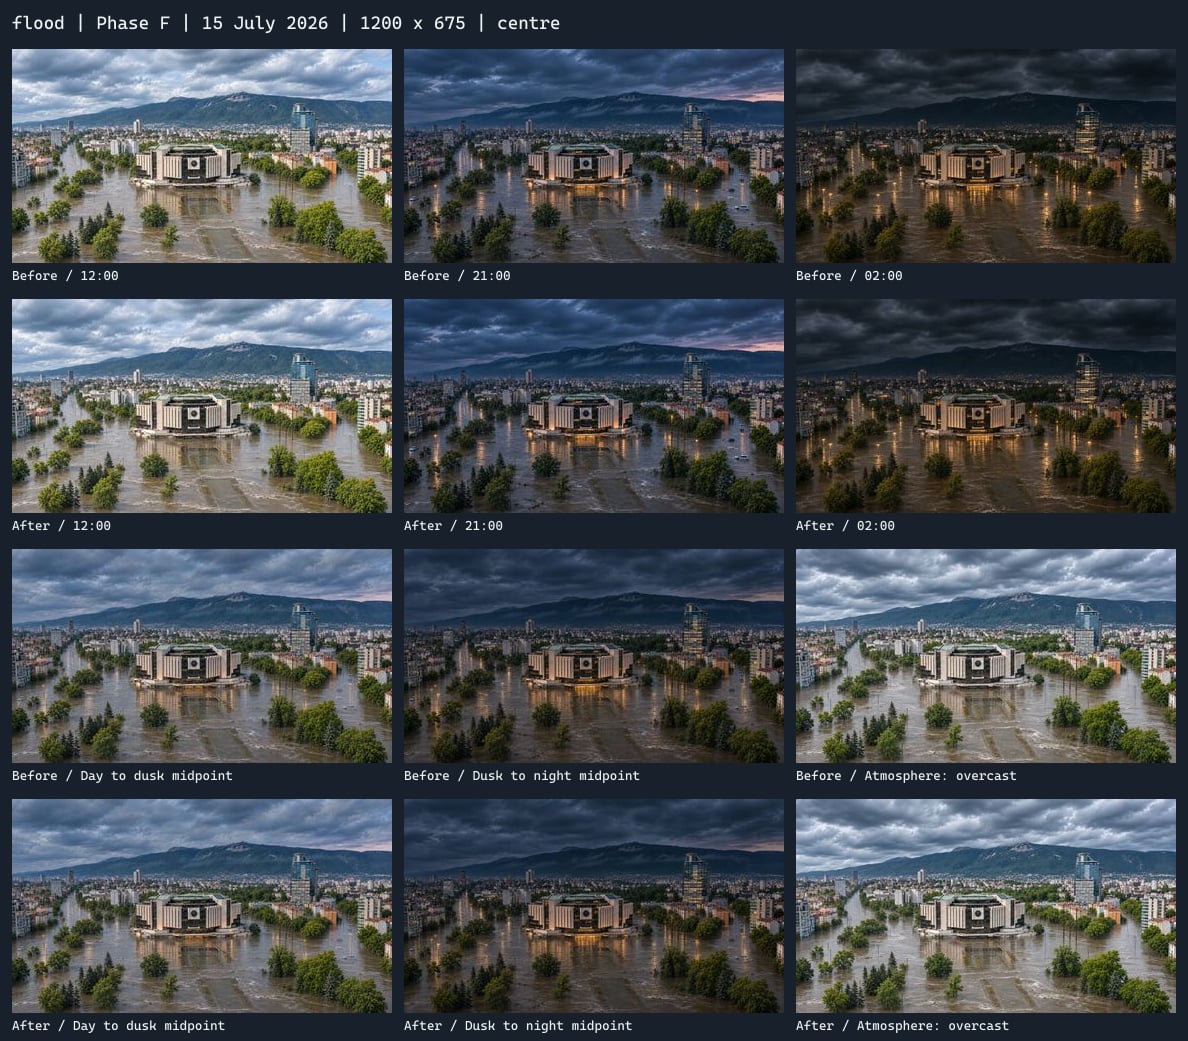 flood | Phase F | 15 July 2026 | 1200 x 675 | centre
Before / 12:00
Before / 21:00
Before / 02:00
After / 12:00
After / 21:00
After / 02:00
Before / Day to dusk midpoint
Before / Dusk to night midpoint
Before / Atmosphere: overcast
After / Day to dusk midpoint
After / Dusk to night midpoint
After / Atmosphere: overcast